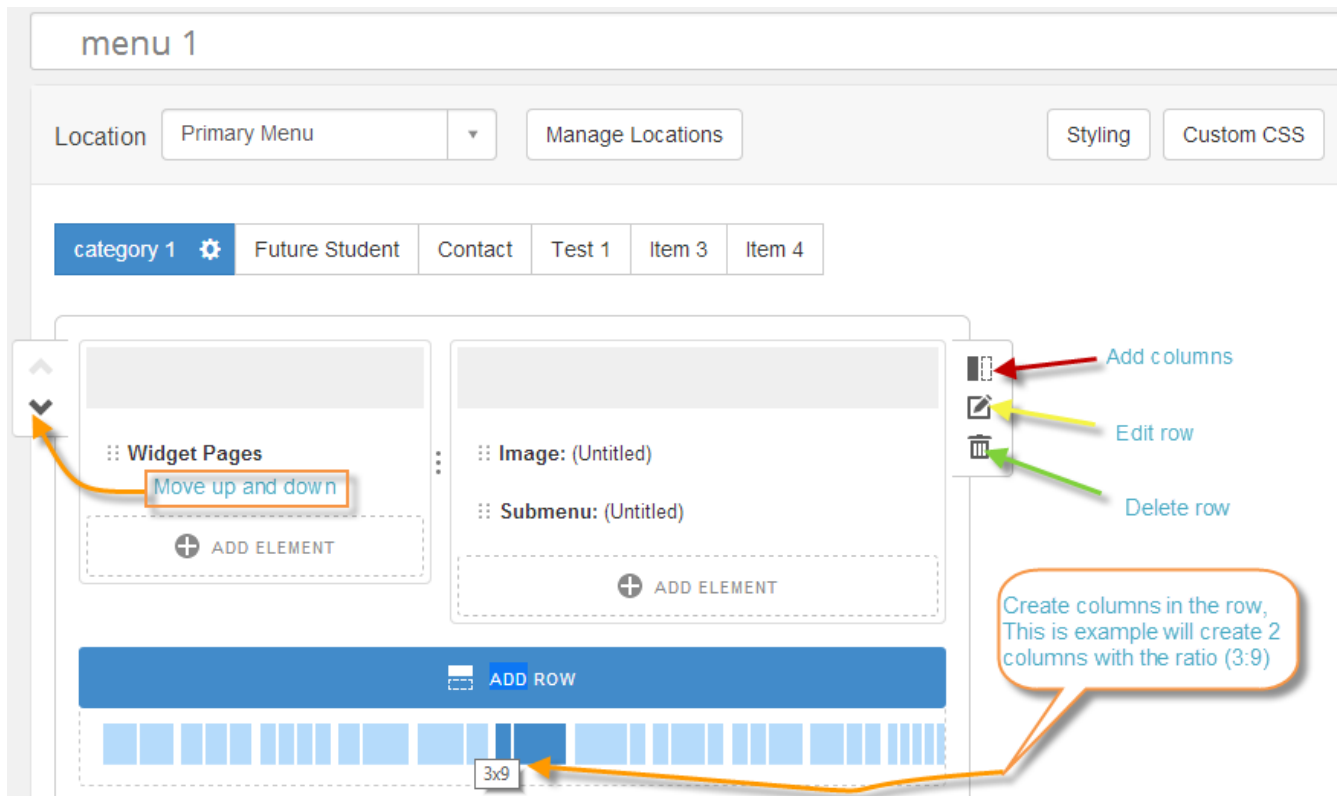 menu 1
Location Primary Menu Manage Locations Styling Custom CSS
category 1 Future Student Contact Test 1 Item 3 Item 4
Add columns
Edit row
Delete row
Widget Pages
Move up and down
ADD ELEMENT
Image: (Untitled)
Submenu: (Untitled)
ADD ELEMENT
Create columns in the row,
This is example will create 2
columns with the ratio (3:9)
ADD ROW
3x9